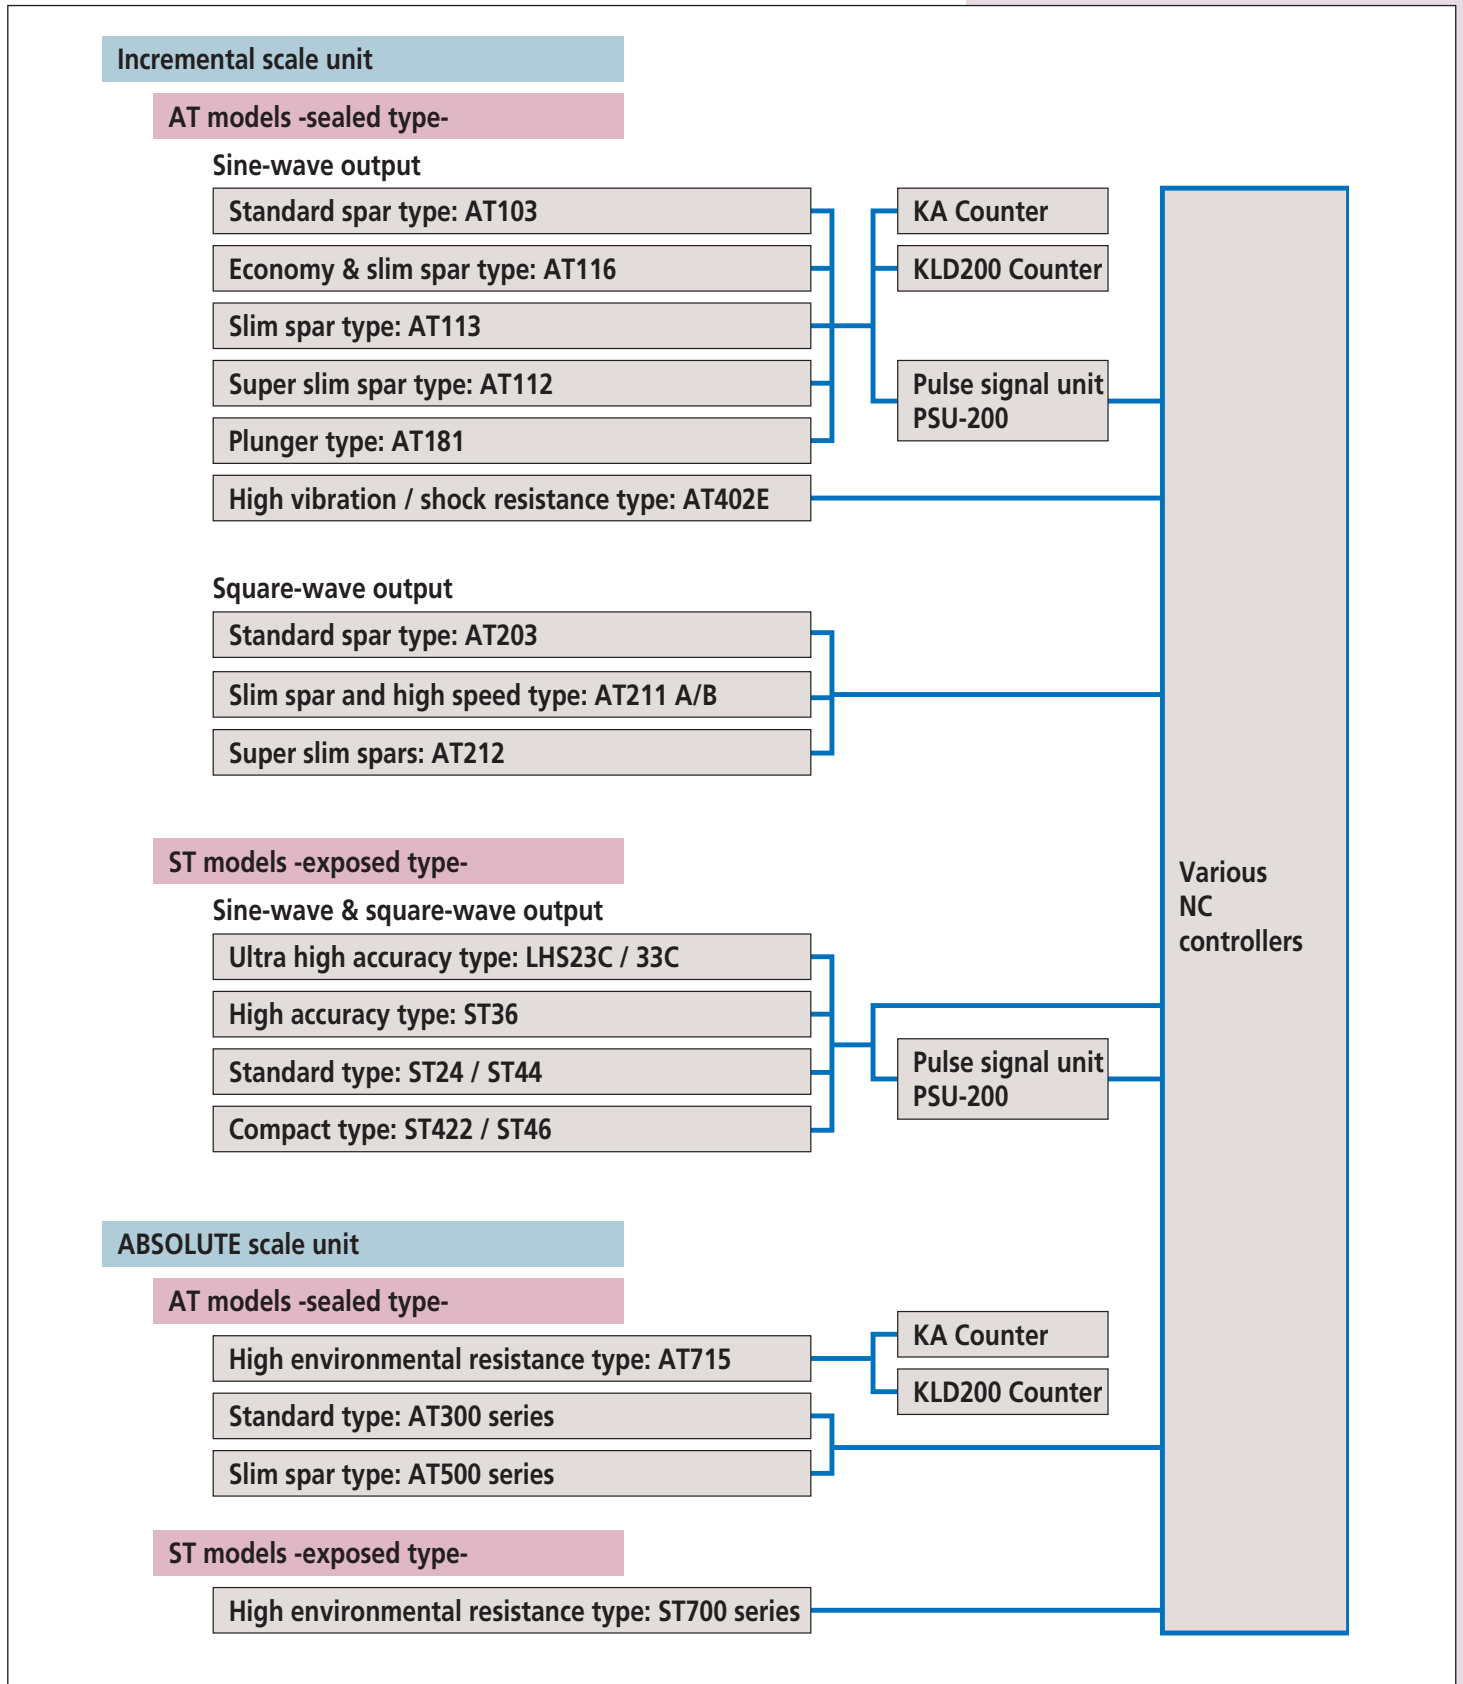 Incremental scale unit
AT models -sealed type-
Sine-wave output
Standard spar type: AT103
Economy & slim spar type: AT116
Slim spar type: AT113
Super slim spar type: AT112
Plunger type: AT181
High vibration / shock resistance type: AT402E
KA Counter
KLD200 Counter
Pulse signal unit
PSU-200
Square-wave output
Standard spar type: AT203
Slim spar and high speed type: AT211 A/B
Super slim spars: AT212
ST models -exposed type-
Sine-wave & square-wave output
Ultra high accuracy type: LHS23C / 33C
High accuracy type: ST36
Standard type: ST24 / ST44
Compact type: ST422 / ST46
Pulse signal unit
PSU-200
Various
NC
controllers
ABSOLUTE scale unit
AT models -sealed type-
High environmental resistance type: AT715
Standard type: AT300 series
Slim spar type: AT500 series
KA Counter
KLD200 Counter
ST models -exposed type-
High environmental resistance type: ST700 series